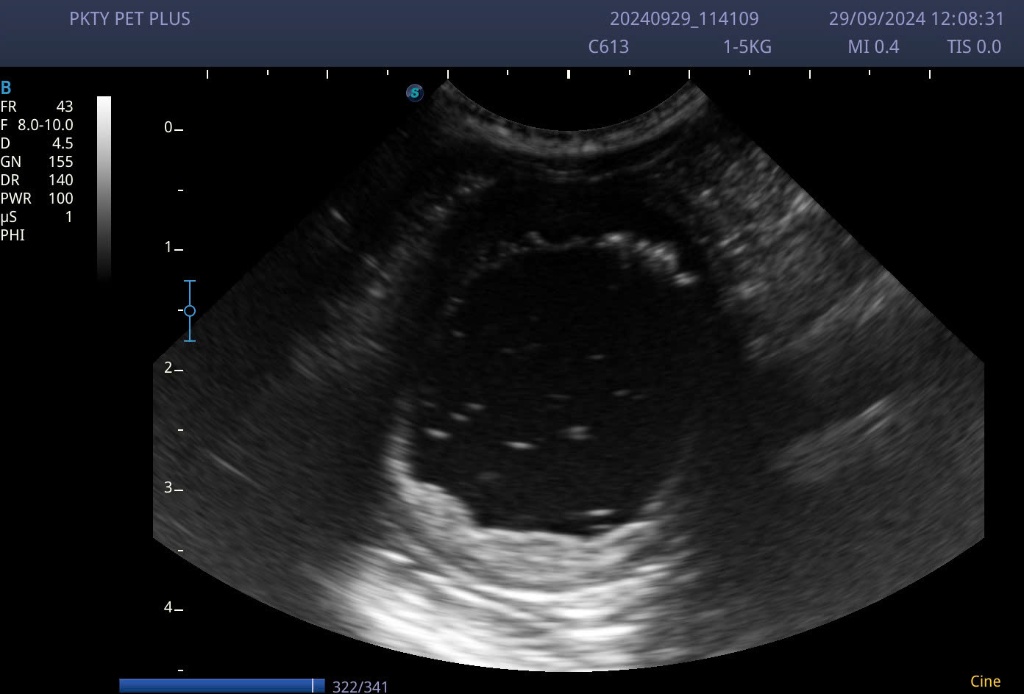 PKTY PET PLUS
20240929_114109
29/09/2024 12:08:31
C613
1-5KG
MI 0.4
TIS 0.0
B
FR 43
F 8.0-10.0
D 4.5
GN 155
DR 140
PWR 100
µS 1
PHI
S
0
1
2
3
4
322/341
Cine